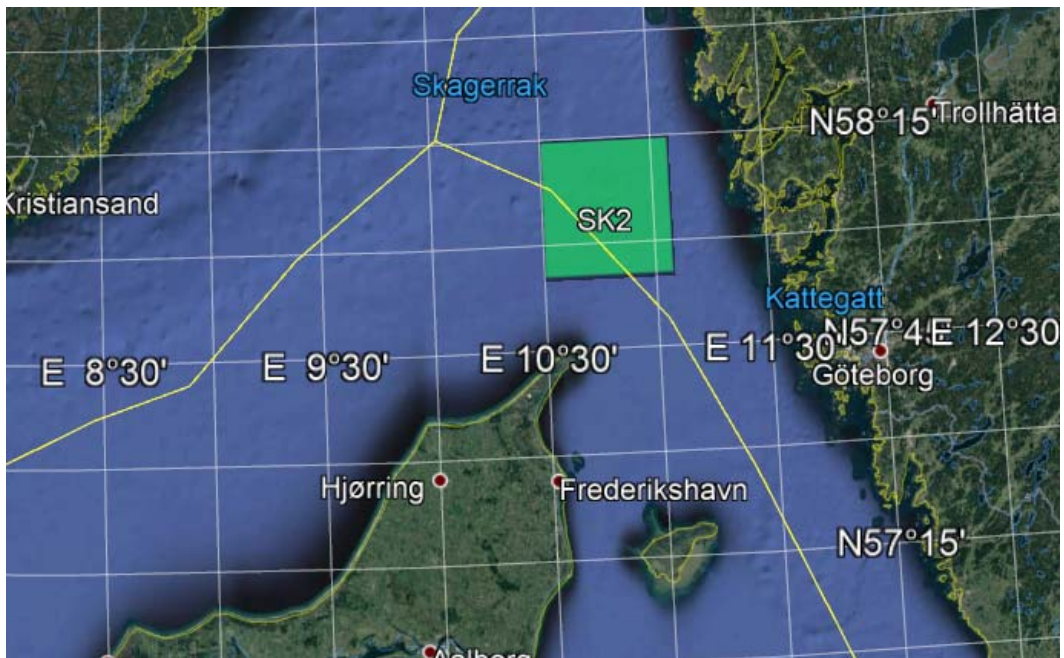 Skagerrak
N58°15'
Trollhätta
Kristiansand
SK2
Kattegatt
E 8°30'
E 9°30'
E 10°30'
E 11°30'
N57°45
E 12°30
Göteborg
Hjørring
Frederikshavn
N57°15'
Aalborg